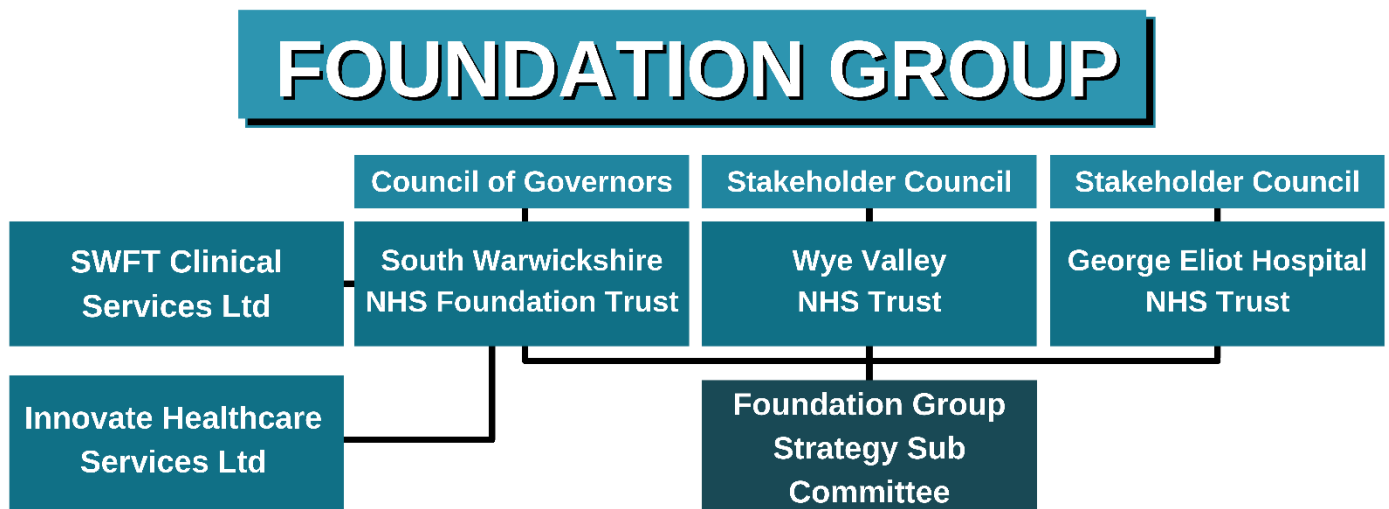 FOUNDATION GROUP
Council of Governors
Stakeholder Council
Stakeholder Council
SWFT Clinical
Services Ltd
South Warwickshire
NHS Foundation Trust
Wye Valley
NHS Trust
George Eliot Hospital
NHS Trust
Innovate Healthcare
Services Ltd
Foundation Group
Strategy Sub
Committee